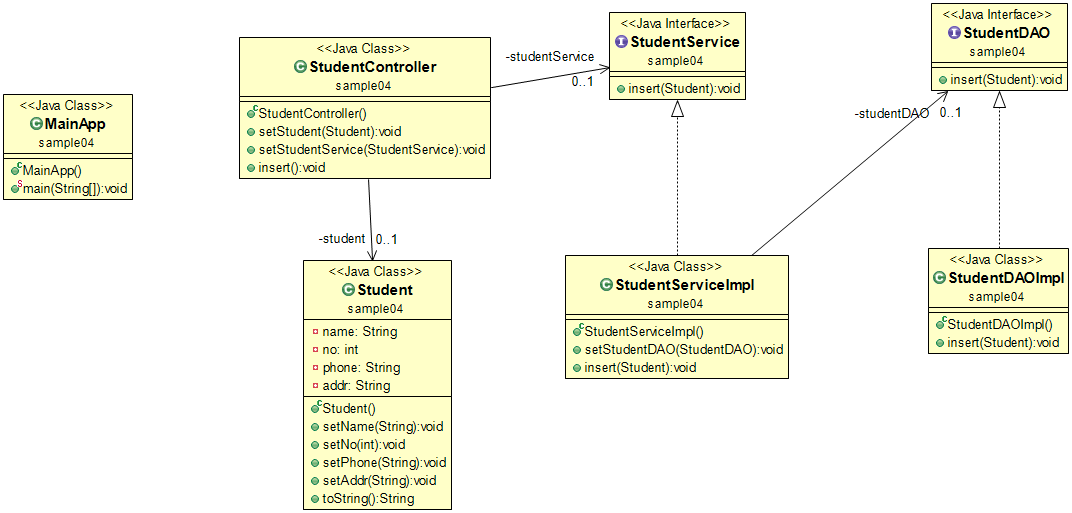 <<Java Class>>
MainApp
sample04
MainApp()
main(String[]):void
<<Java Class>>
StudentController
sample04
StudentController()
setStudent(Student):void
setStudentService(StudentService):void
insert():void
-studentService
0..1
<<Java Interface>>
StudentService
sample04
insert(Student):void
<<Java Interface>>
StudentDAO
sample04
insert(Student):void
-studentDAO
0..1
-student
0..1
<<Java Class>>
Student
sample04
name: String
no: int
phone: String
addr: String
Student()
setName(String):void
setNo(int):void
setPhone(String):void
setAddr(String):void
toString():String
<<Java Class>>
StudentServiceImpl
sample04
StudentServiceImpl()
setStudentDAO(StudentDAO):void
insert(Student):void
<<Java Class>>
StudentDAOImpl
sample04
StudentDAOImpl()
insert(Student):void